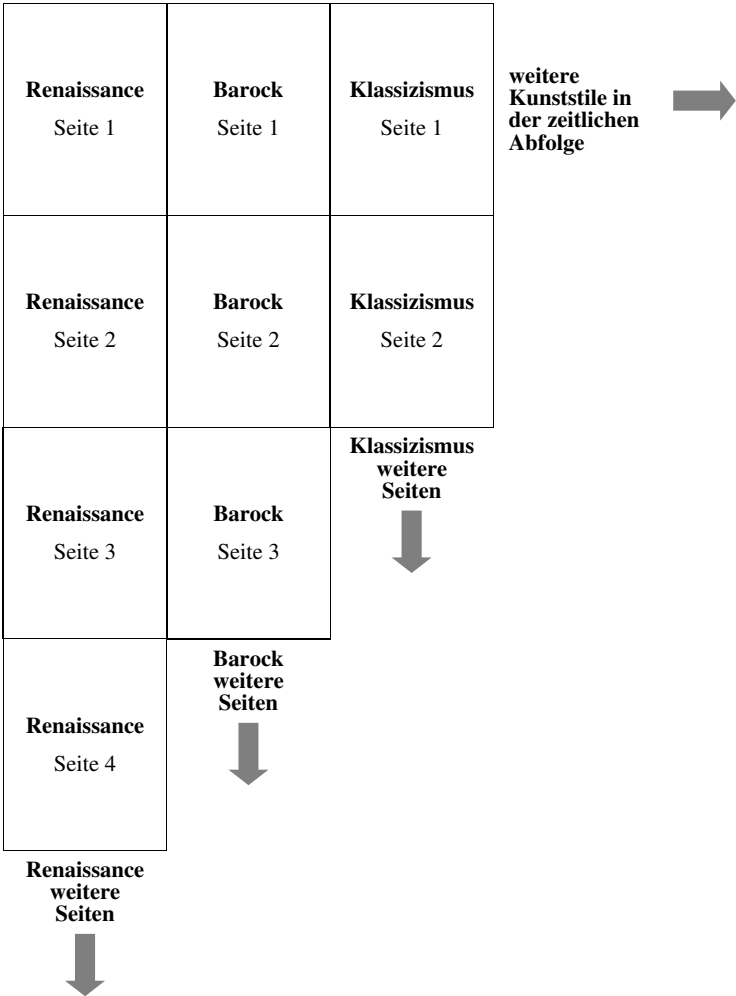 Renaissance
Seite 1
Barock
Seite 1
Klassizismus
Seite 1
weitere
Kunststile in
der zeitlichen
Abfolge
Renaissance
Seite 2
Barock
Seite 2
Klassizismus
Seite 2
Renaissance
Seite 3
Barock
Seite 3
Klassizismus
weitere
Seiten
Renaissance
Seite 4
Barock
weitere
Seiten
Renaissance
weitere
Seiten